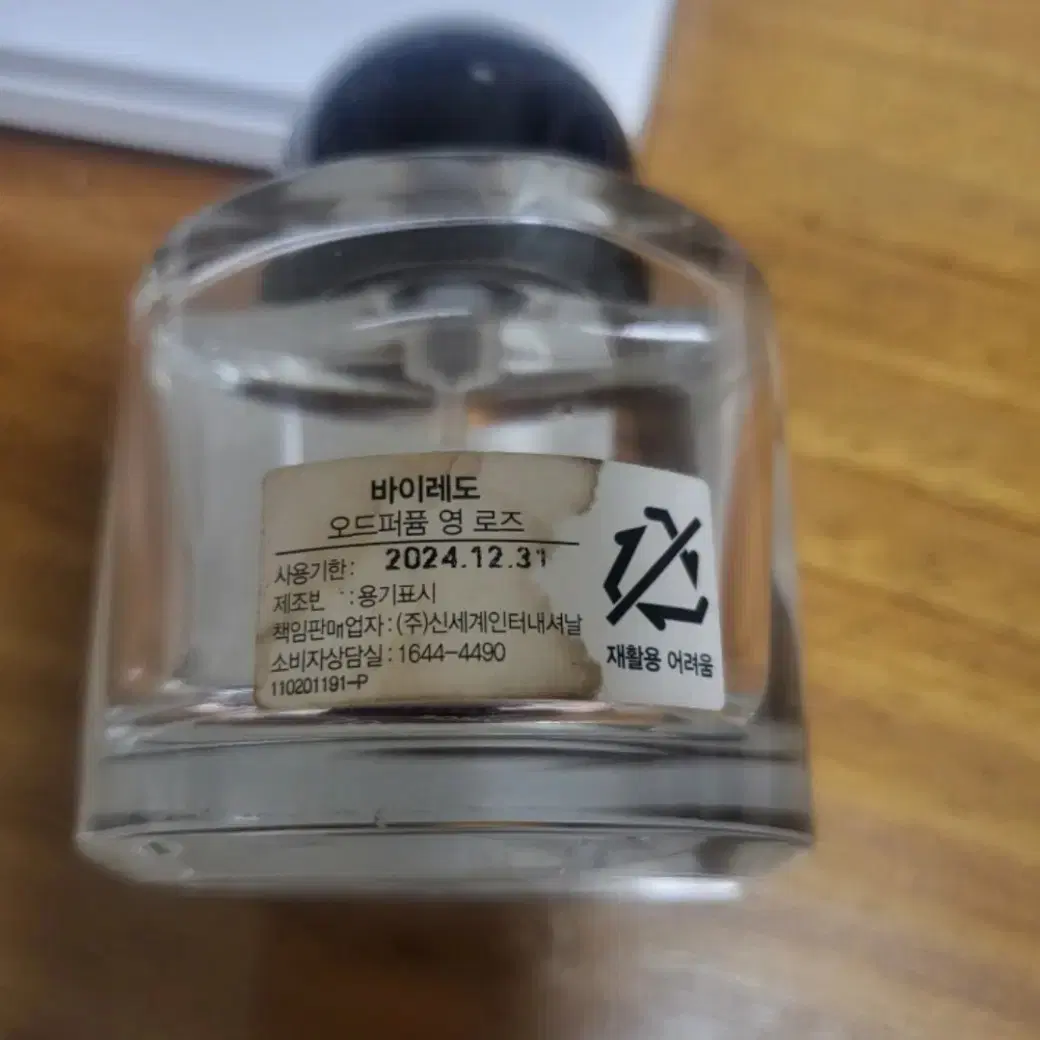 바이레도
오드퍼퓸 영 로즈
사용기한: 2024.12.31
제조번 :용기표시
책임판매업자:(주)신세계인터내셔날
소비자상담실:1644-4490
110201191-P
재활용 어려움